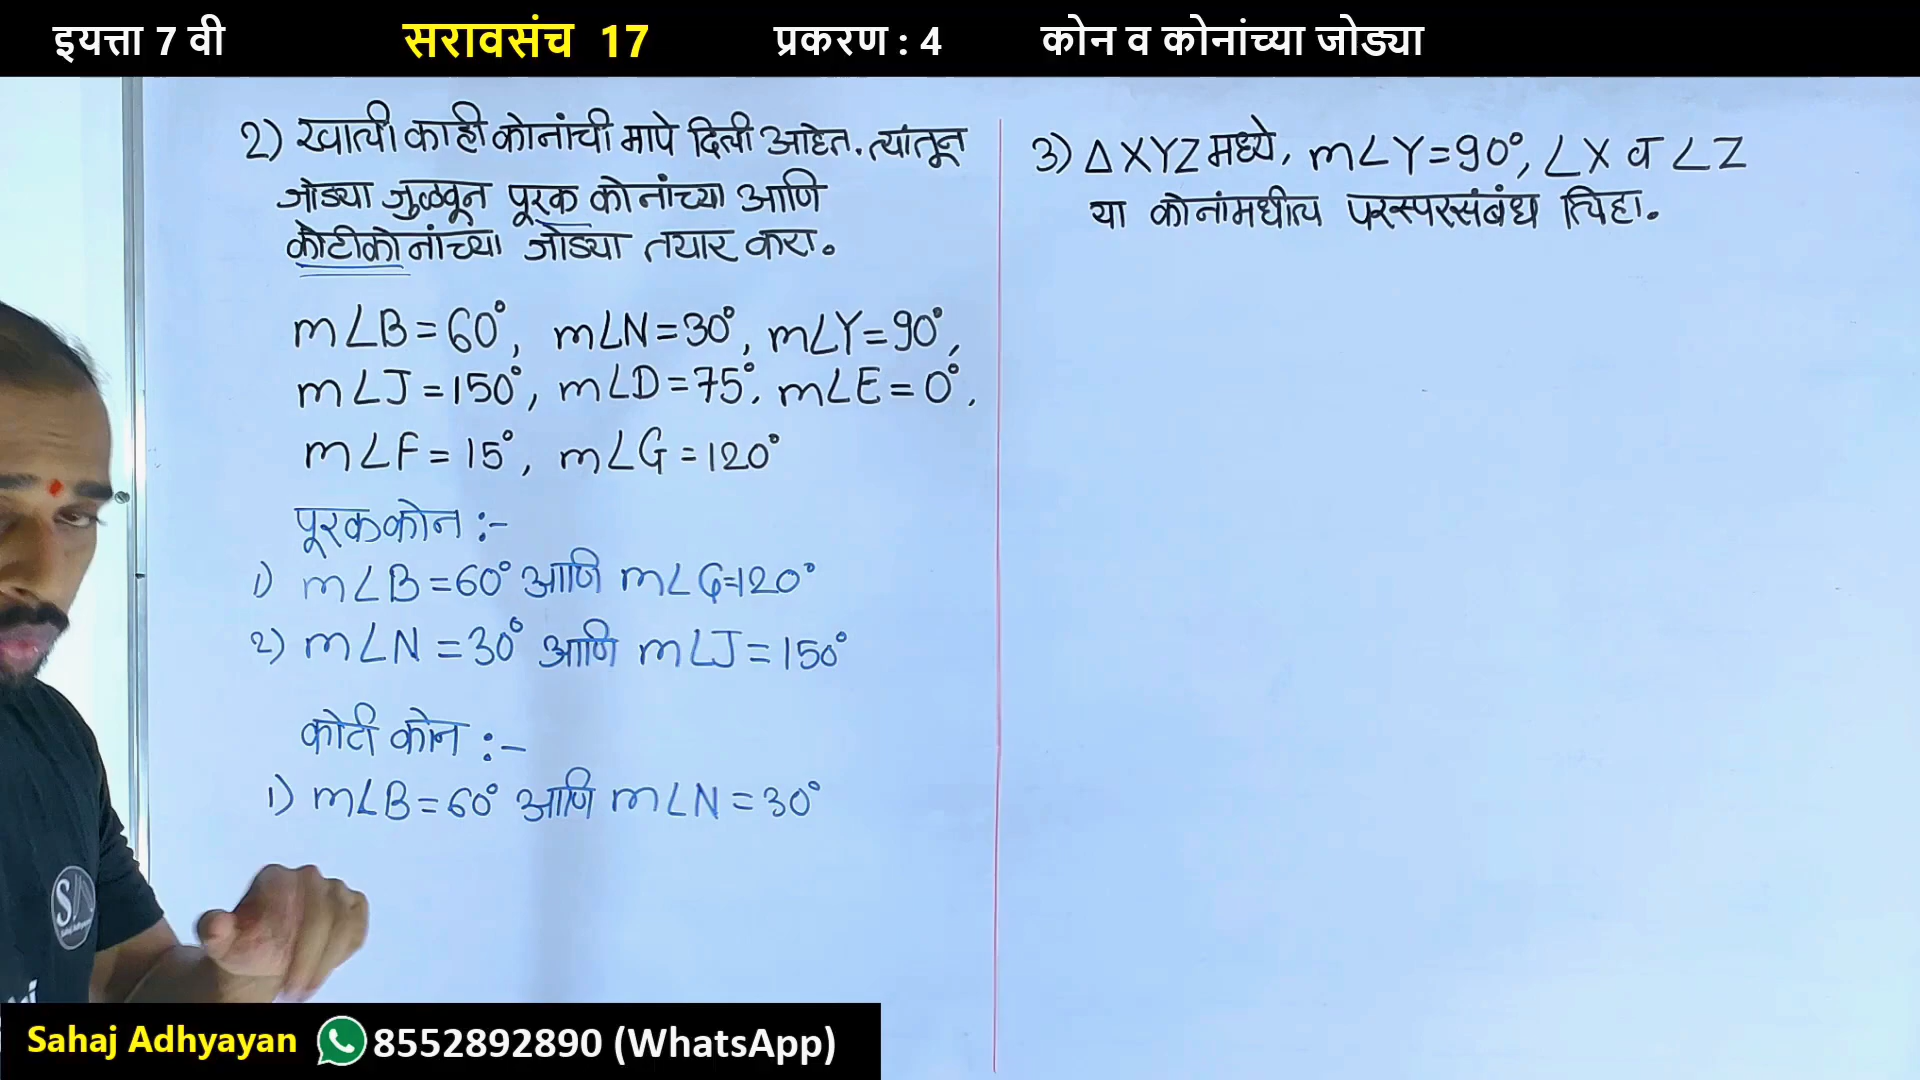 इयत्ता 7 वी सरावसंच 17 प्रकरण : 4 कोन व कोनांच्या जोड्या
2) खाली काही कोनांची मापे दिली आहेत. त्यांतून
जोड्या जुळवून पूरक कोनांच्या आणि
कोटीकोनांच्या जोड्या तयार करा.
m∠B=60°, m∠N=30°, m∠Y=90°,
m∠J=150°, m∠D=75°. m∠E=0°.
m∠F=15°, m∠G=120°
पूरककोन :-
1) m∠B=60° आणि m∠G=120°
2) m∠N=30° आणि m∠J=150°
कोटी कोन :-
1) m∠B=60° आणि m∠N=30°
3) ΔXYZ मध्ये, m∠Y=90°, ∠X व ∠Z
या कोनांमधील परस्परसंबंध लिहा.
Sahaj Adhyayan 8552892890 (WhatsApp)